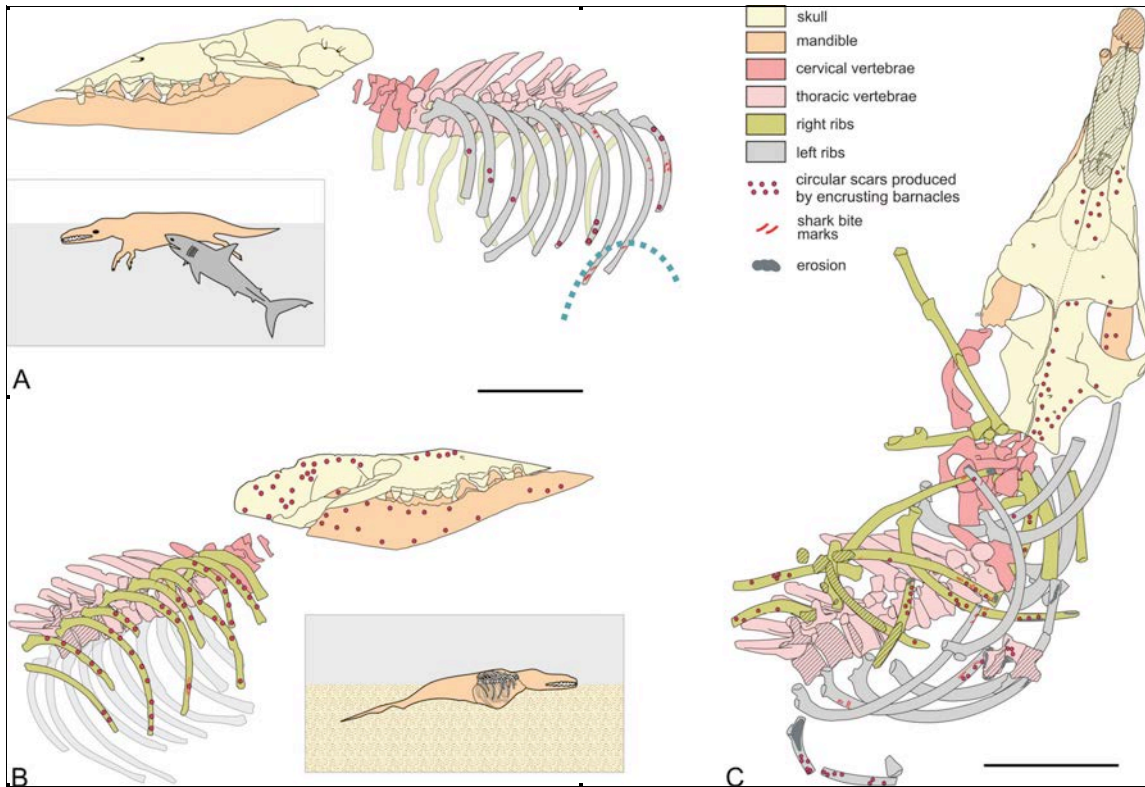 skull
mandible
cervical vertebrae
thoracic vertebrae
right ribs
left ribs
circular scars produced
by encrusting barnacles
shark bite
marks
erosion
A
B
C